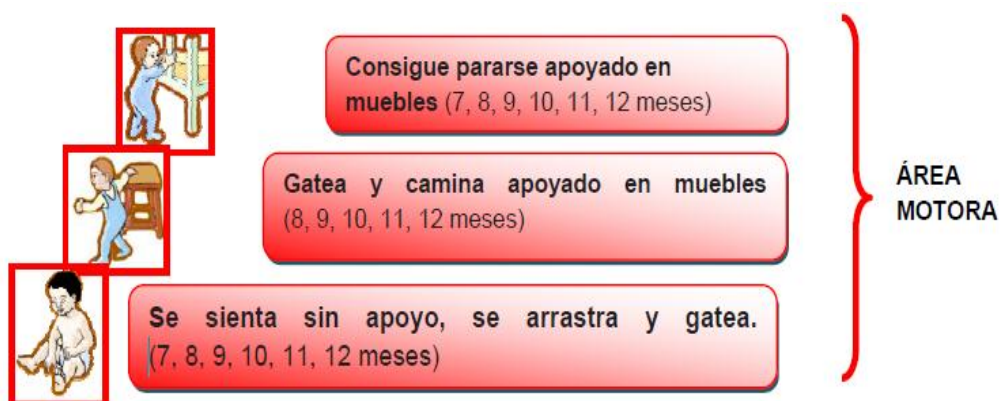 Consigue pararse apoyado en
muebles (7, 8, 9, 10, 11, 12 meses)
Gatea y camina apoyado en muebles
(8, 9, 10, 11, 12 meses)
Se sienta sin apoyo, se arrastra y gatea.
(7, 8, 9, 10, 11, 12 meses)
ÁREA
MOTORA